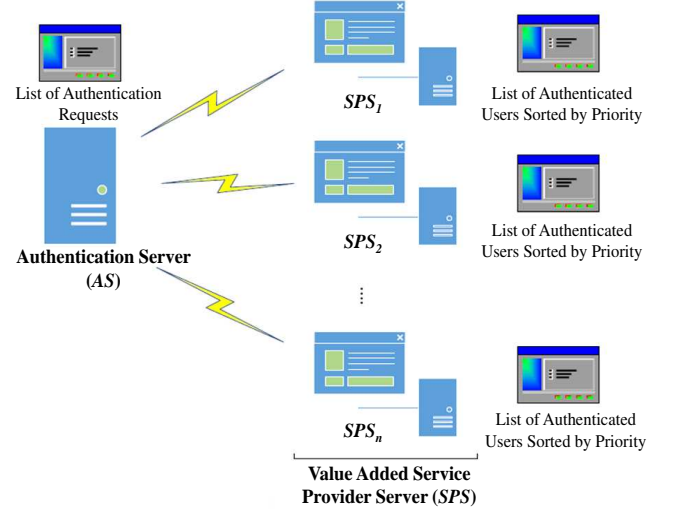 List of Authentication
Requests
Authentication Server
(AS)
SPS1
List of Authenticated
Users Sorted by Priority
SPS2
List of Authenticated
Users Sorted by Priority
SPSn
List of Authenticated
Users Sorted by Priority
Value Added Service
Provider Server (SPS)